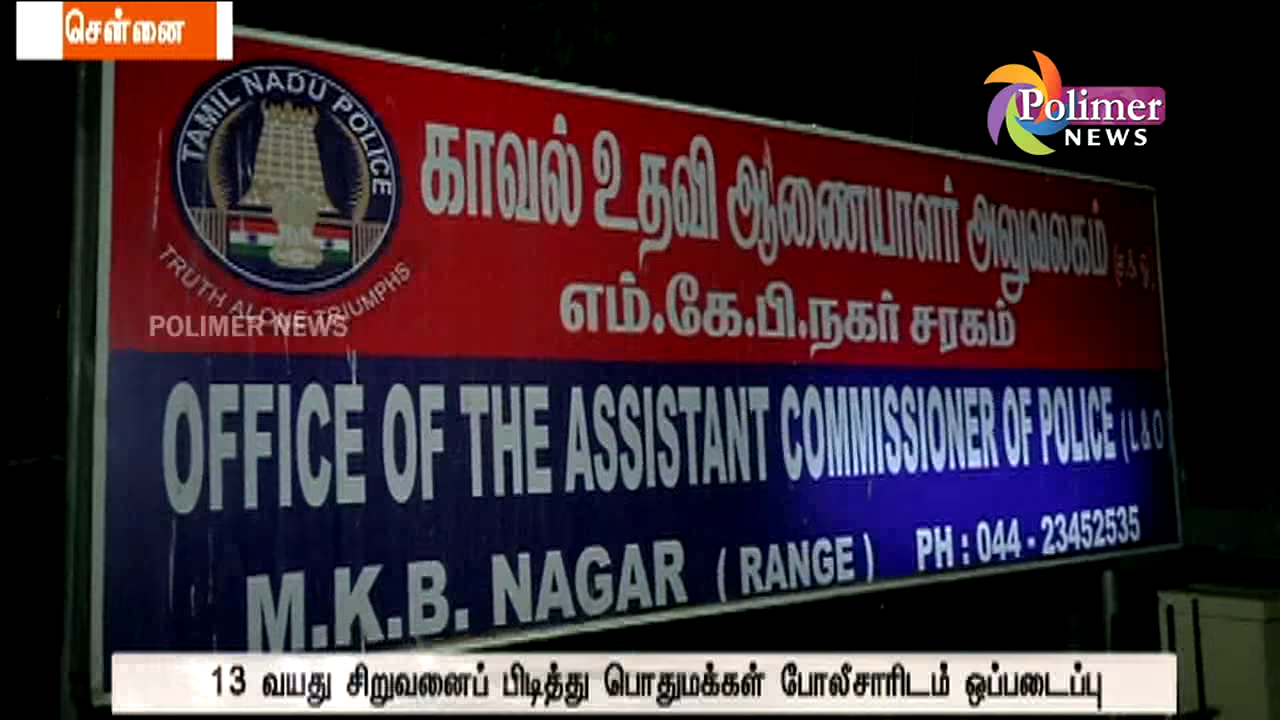 சென்னை
Polimer
NEWS
TAMIL NADU POLICE
TRUTH ALONE TRIUMPHS
காவல் உதவி ஆணையாளர் அலுவலகம்
எம்.கே.பி.நகர் சரகம்
POLIMER NEWS
OFFICE OF THE ASSISTANT COMMISSIONER OF POLICE (L & O
M.K.B. NAGAR ( RANGE ) PH : 044 - 23452535
13 வயது சிறுவனைப் பிடித்து பொதுமக்கள் போலீசாரிடம் ஒப்படைப்பு